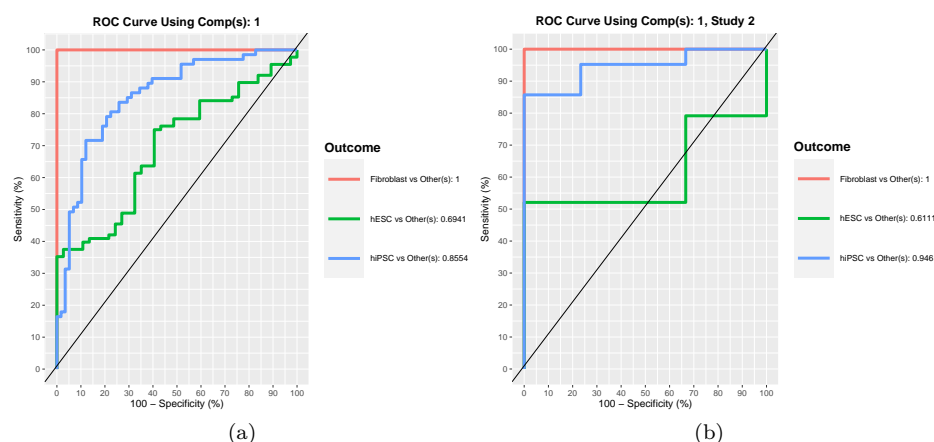 ROC Curve Using Comp(s): 1
100
90
80
70
60
50
40
30
20
10
0
Sensitivity (%)
0 10 20 30 40 50 60 70 80 90 100
100 − Specificity (%)
Outcome
Fibroblast vs Other(s): 1
hESC vs Other(s): 0.6941
hiPSC vs Other(s): 0.8554
(a)
ROC Curve Using Comp(s): 1, Study 2
100
90
80
70
60
50
40
30
20
10
0
Sensitivity (%)
0 10 20 30 40 50 60 70 80 90 100
100 − Specificity (%)
Outcome
Fibroblast vs Other(s): 1
hESC vs Other(s): 0.6111
hiPSC vs Other(s): 0.946
(b)